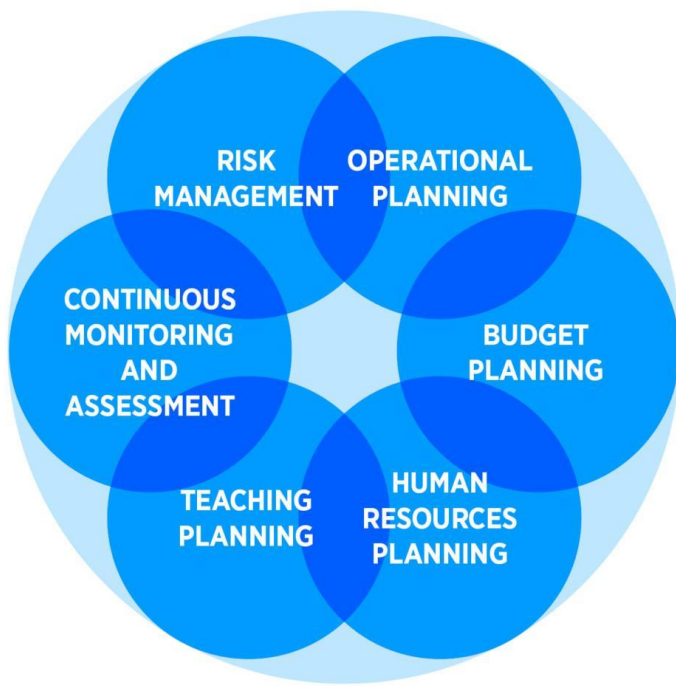 RISK
MANAGEMENT
OPERATIONAL
PLANNING
BUDGET
PLANNING
HUMAN
RESOURCES
PLANNING
TEACHING
PLANNING
CONTINUOUS
MONITORING
AND
ASSESSMENT